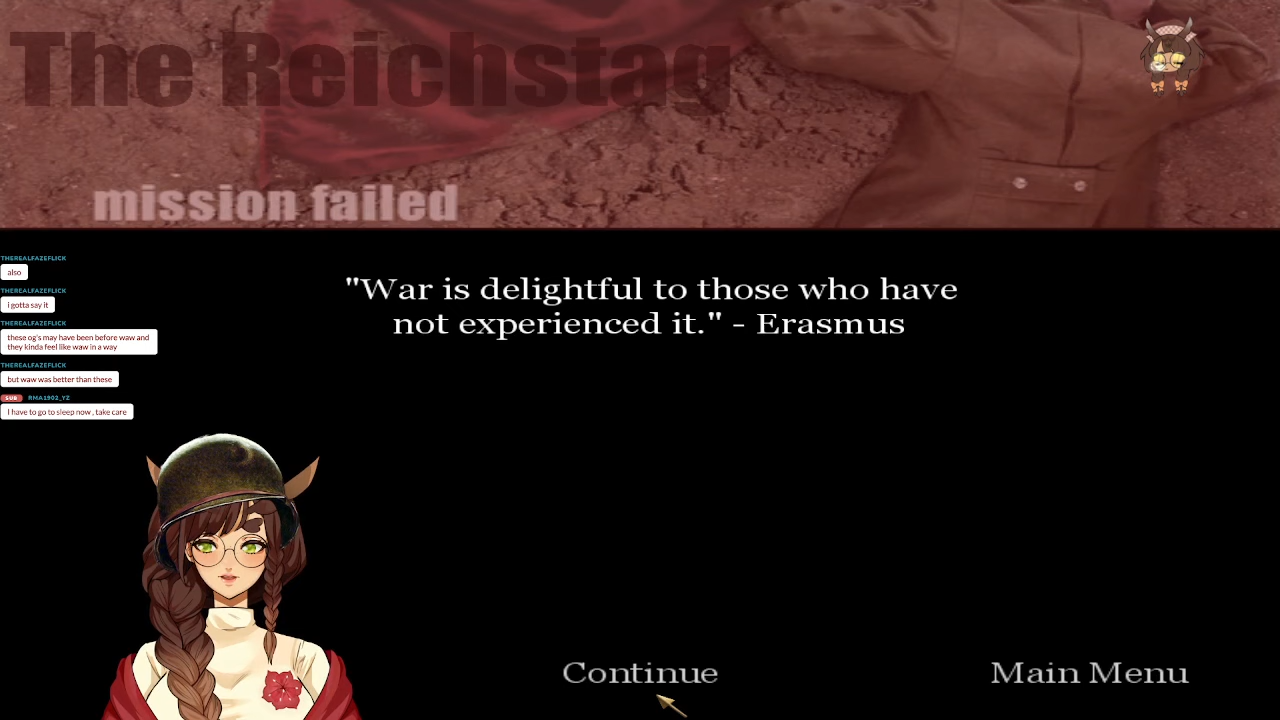 The Reichstag
mission failed
THEREALFAZEFLICK
also
THEREALFAZEFLICK
i gotta say it
THEREALFAZEFLICK
these og's may have been before waw and
they kinda feel like waw in a way
THEREALFAZEFLICK
but waw was better than these
SUB RMA1902_YZ
I have to go to sleep now , take care
"War is delightful to those who have
not experienced it." - Erasmus
Continue
Main Menu